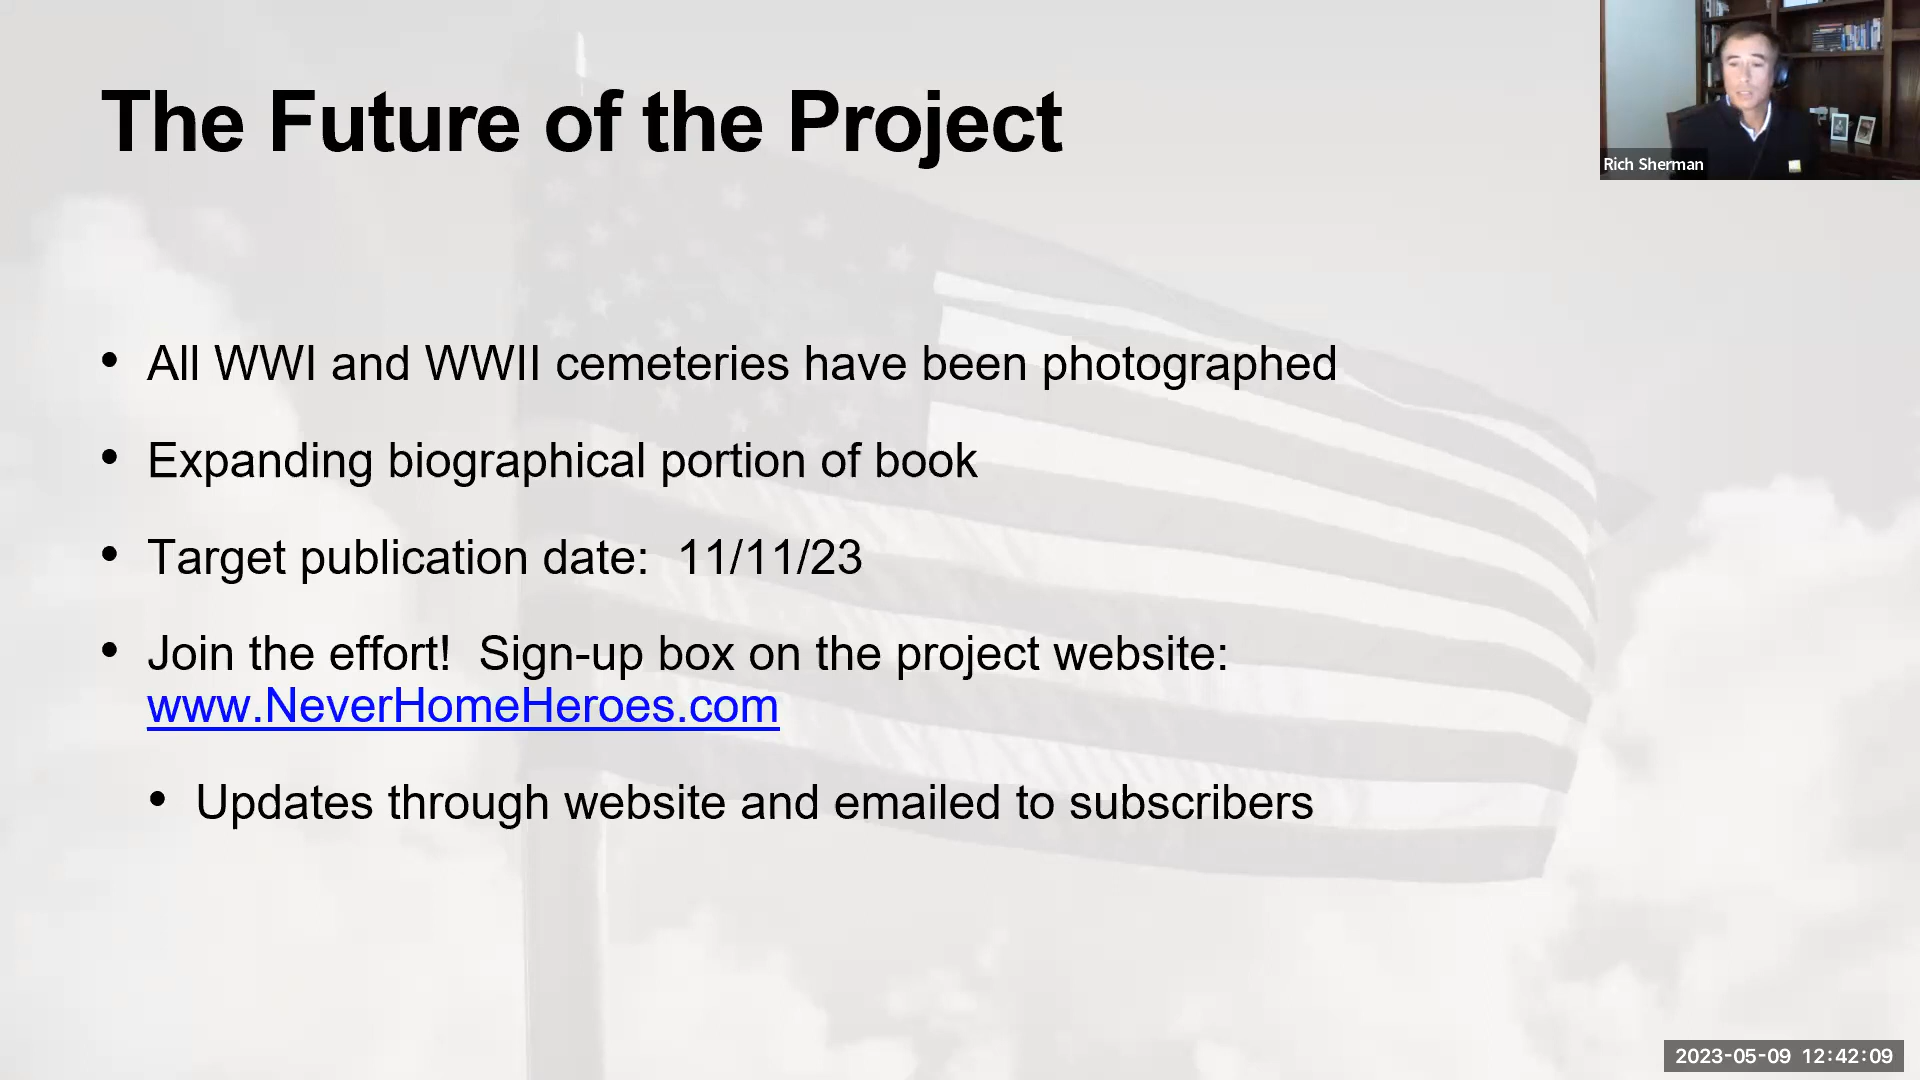 The Future of the Project
Rich Sherman
• All WWI and WWII cemeteries have been photographed
• Expanding biographical portion of book
• Target publication date:  11/11/23
• Join the effort!  Sign-up box on the project website:
www.NeverHomeHeroes.com
• Updates through website and emailed to subscribers
2023-05-09 12:42:09